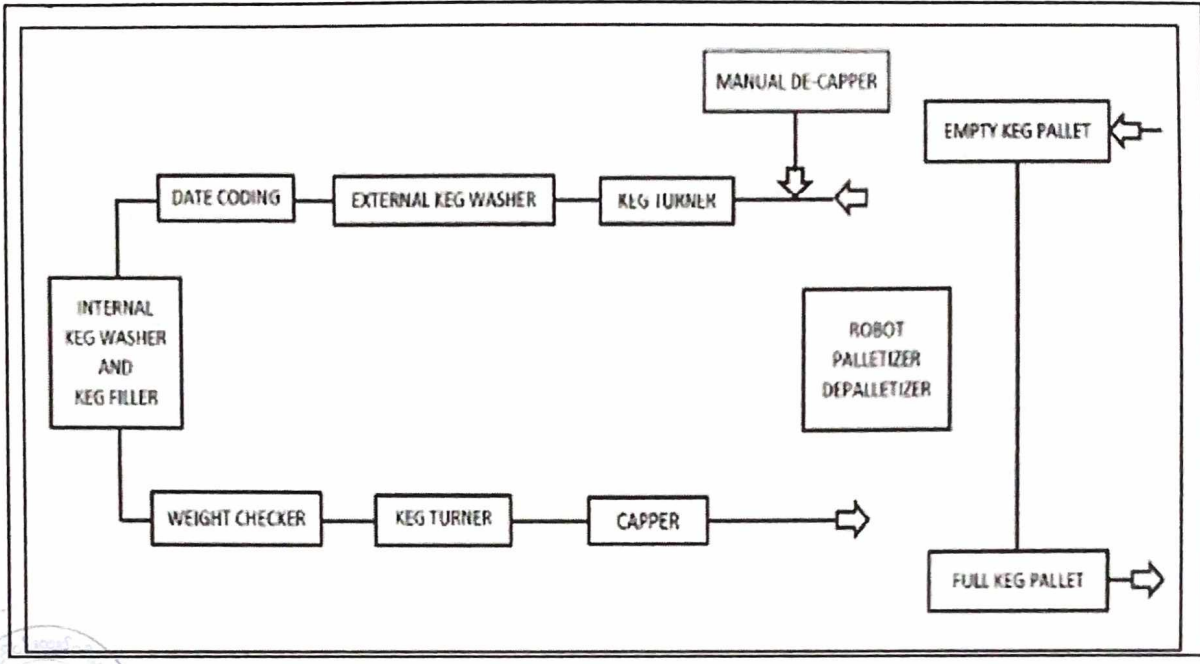 MANUAL DE-CAPPER
EMPTY KEG PALLET
DATE CODING
EXTERNAL KEG WASHER
KEG TURNER
INTERNAL
KEG WASHER
AND
KEG FILLER
ROBOT
PALLETIZER
DEPALLETIZER
WEIGHT CHECKER
KEG TURNER
CAPPER
FULL KEG PALLET